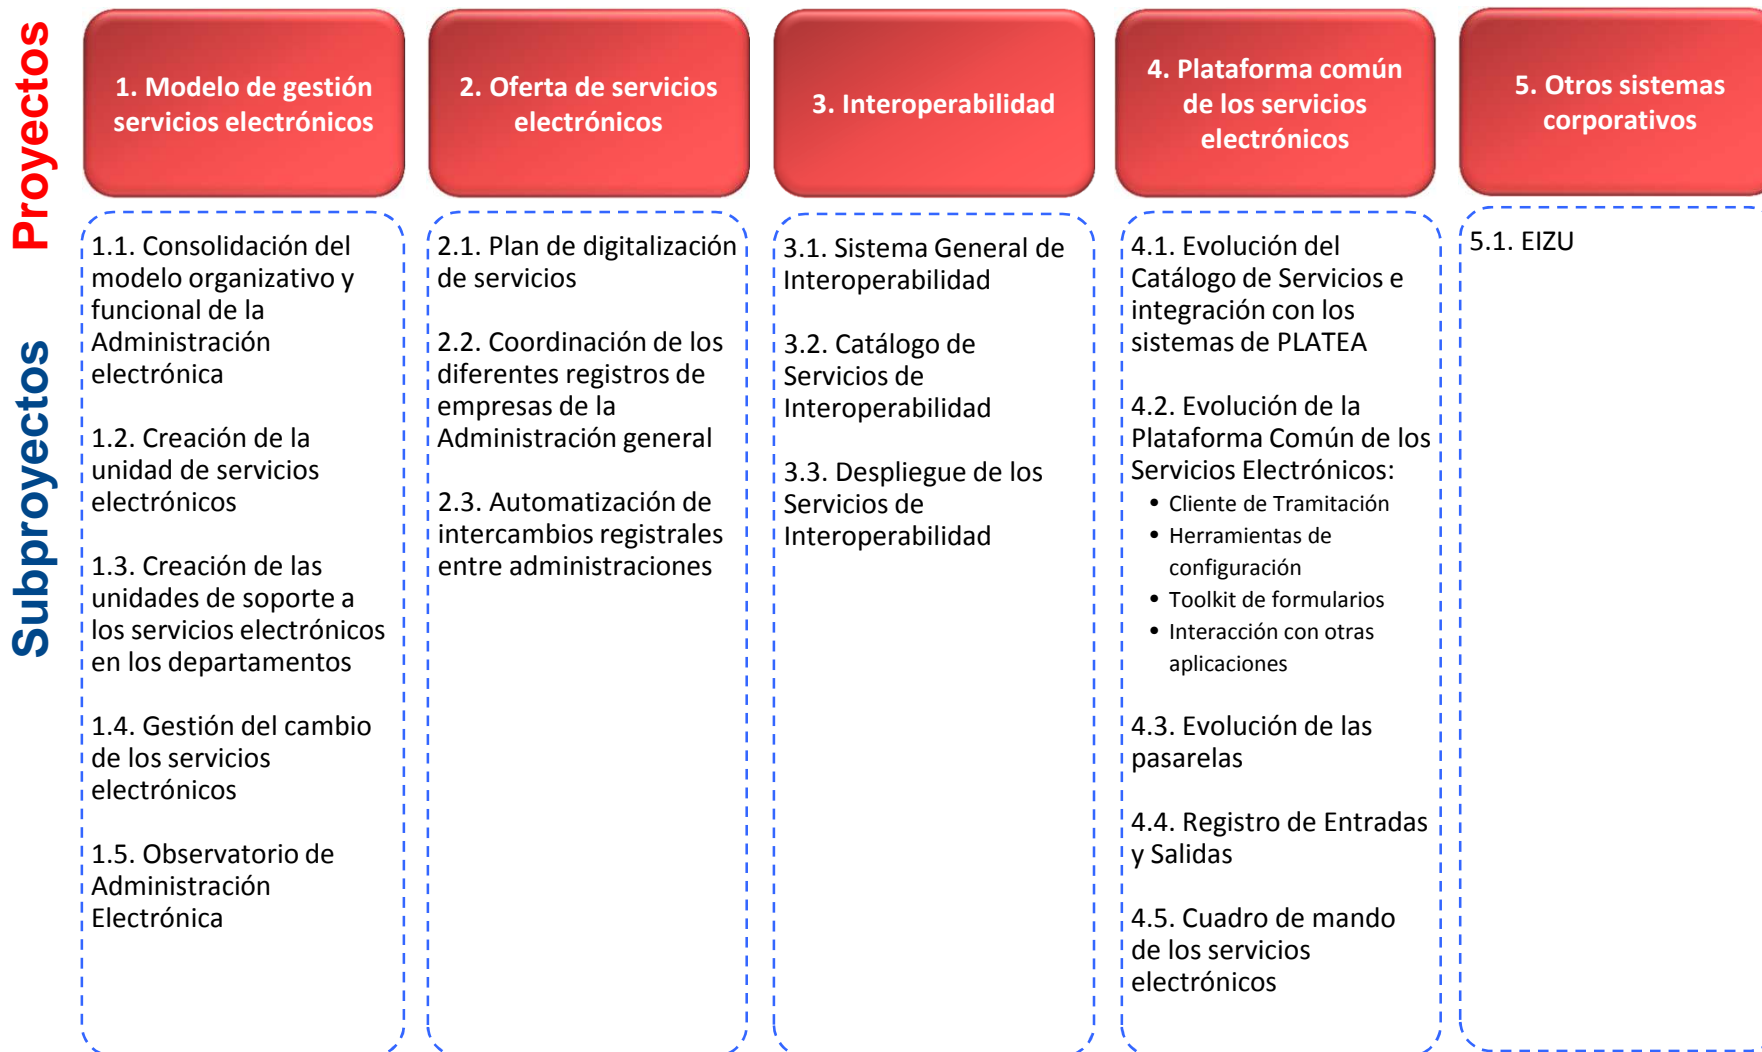 Proyectos
Subproyectos
1. Modelo de gestión
servicios electrónicos
2. Oferta de servicios
electrónicos
3. Interoperabilidad
4. Plataforma común
de los servicios
electrónicos
5. Otros sistemas
corporativos
1.1. Consolidación del
modelo organizativo y
funcional de la
Administración
electrónica
1.2. Creación de la
unidad de servicios
electrónicos
1.3. Creación de las
unidades de soporte a
los servicios electrónicos
en los departamentos
1.4. Gestión del cambio
de los servicios
electrónicos
1.5. Observatorio de
Administración
Electrónica
2.1. Plan de digitalización
de servicios
2.2. Coordinación de los
diferentes registros de
empresas de la
Administración general
2.3. Automatización de
intercambios registrales
entre administraciones
3.1. Sistema General de
Interoperabilidad
3.2. Catálogo de
Servicios de
Interoperabilidad
3.3. Despliegue de los
Servicios de
Interoperabilidad
4.1. Evolución del
Catálogo de Servicios e
integración con los
sistemas de PLATEA
4.2. Evolución de la
Plataforma Común de los
Servicios Electrónicos:
• Cliente de Tramitación
• Herramientas de
configuración
• Toolkit de formularios
• Interacción con otras
aplicaciones
4.3. Evolución de las
pasarelas
4.4. Registro de Entradas
y Salidas
4.5. Cuadro de mando
de los servicios
electrónicos
5.1. EIZU